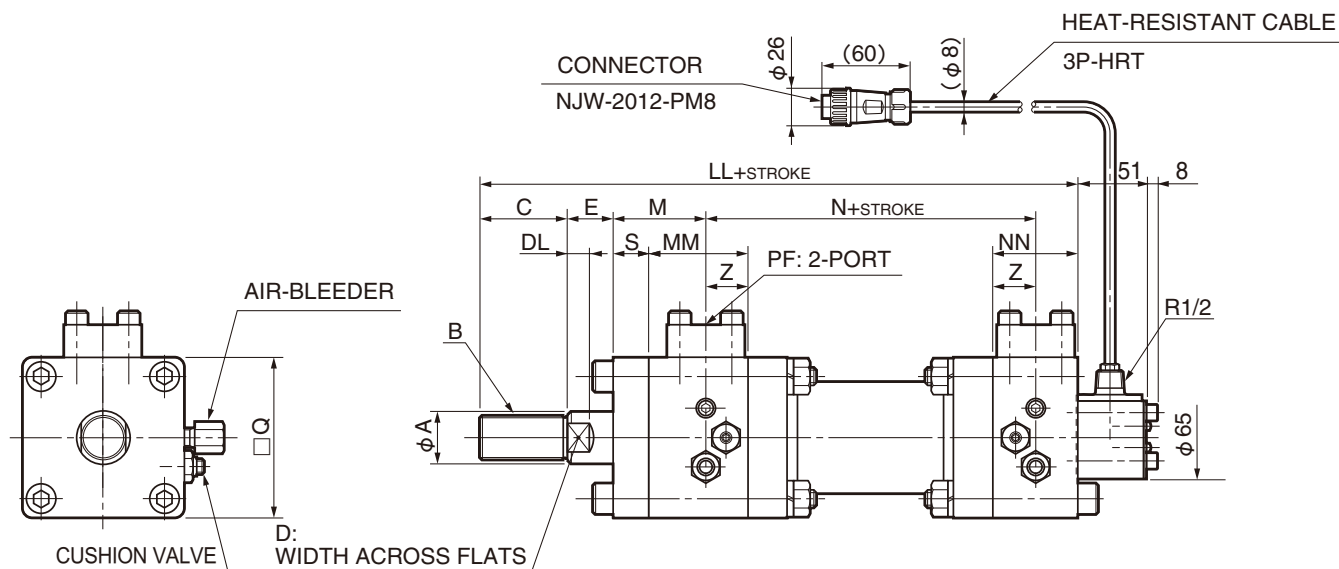 HEAT-RESISTANT CABLE
3P-HRT
CONNECTOR
NJW-2012-PM8
φ26
(60)
(φ8)
LL+STROKE
51
8
C
E
M
N+STROKE
DL
S
MM
NN
Z
PF: 2-PORT
Z
AIR-BLEEDER
R1/2
B
φA
□Q
φ65
CUSHION VALVE
D:
WIDTH ACROSS FLATS